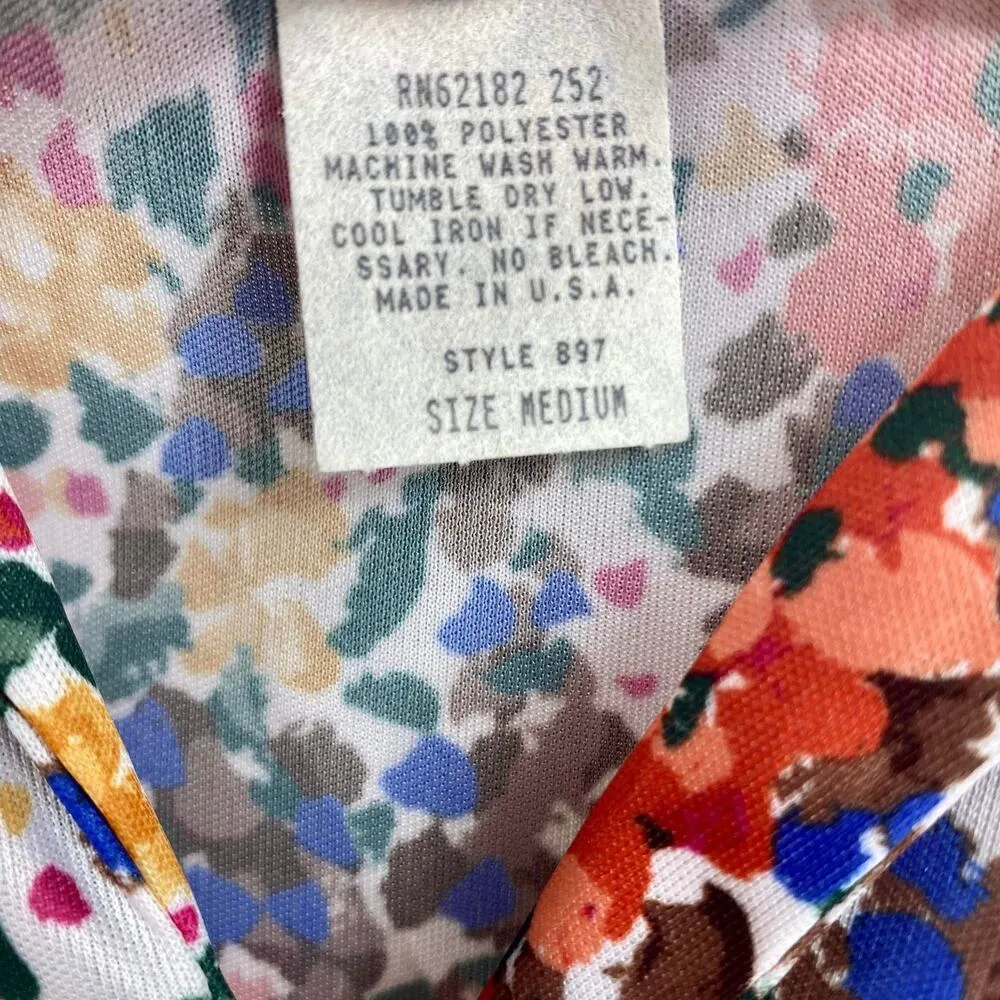 RN62182 252
100% POLYESTER
MACHINE WASH WARM.
TUMBLE DRY LOW.
COOL IRON IF NECE-
SSARY. NO BLEACH.
MADE IN U.S.A.
STYLE 897
SIZE MEDIUM